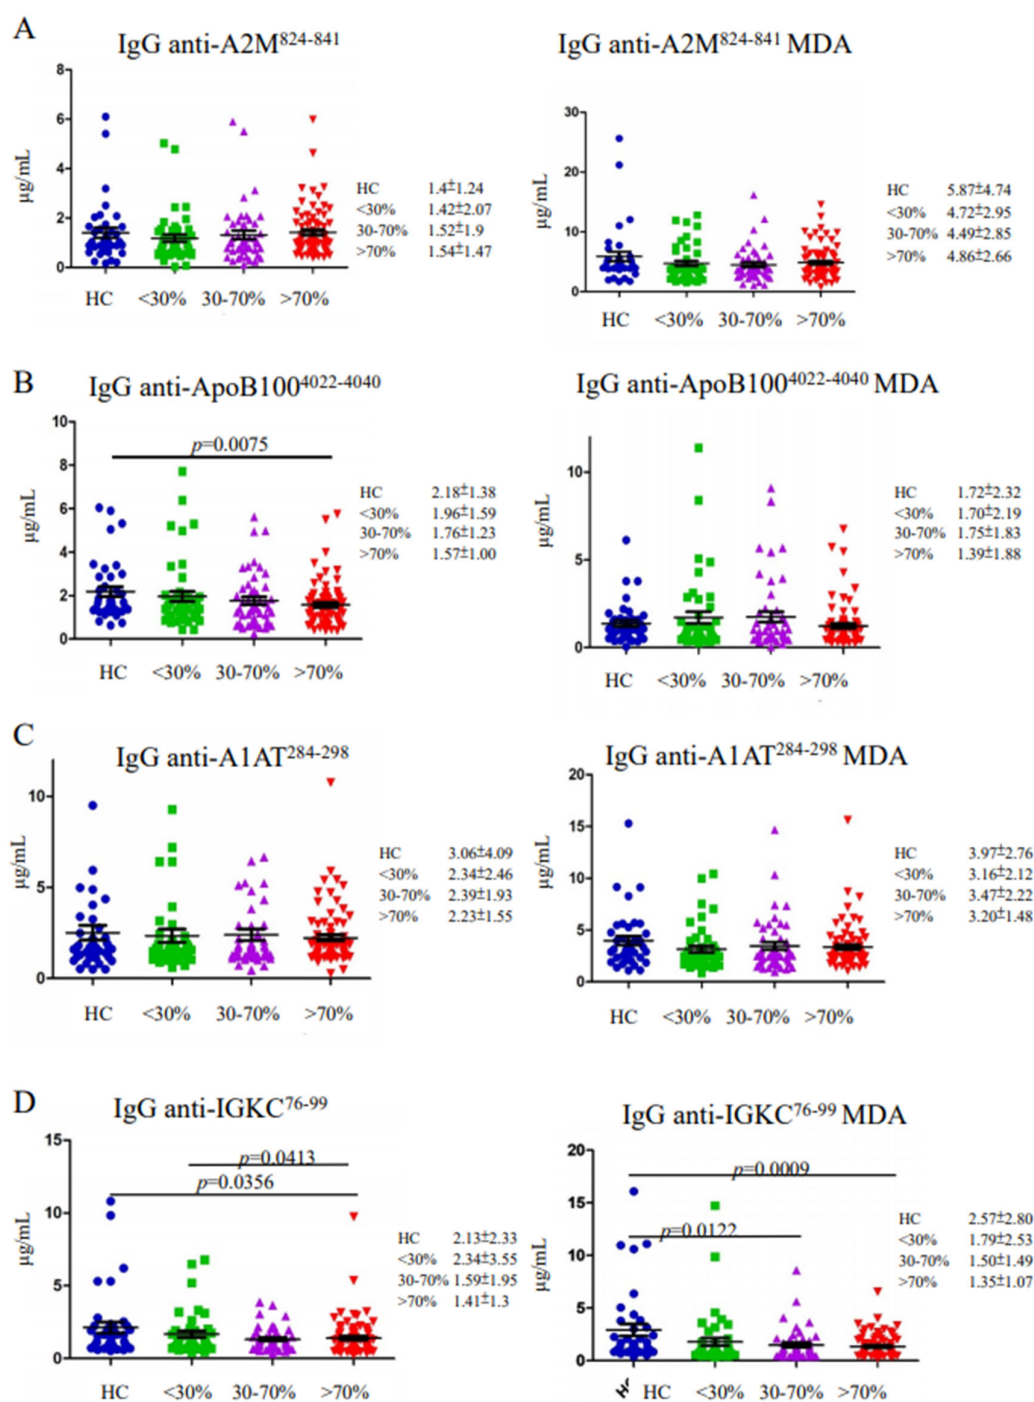 A
IgG anti-A2M⁸²⁴⁻⁸⁴¹
8
6
4
2
0
µg/mL
HC <30% 30-70% >70%
HC 1.4±1.24
<30% 1.42±2.07
30-70% 1.52±1.9
>70% 1.54±1.47
IgG anti-A2M⁸²⁴⁻⁸⁴¹ MDA
30
20
10
0
µg/mL
HC <30% 30-70% >70%
HC 5.87±4.74
<30% 4.72±2.95
30-70% 4.49±2.85
>70% 4.86±2.66
B
IgG anti-ApoB100⁴⁰²²⁻⁴⁰⁴⁰
p=0.0075
10
8
6
4
2
0
µg/mL
HC <30% 30-70% >70%
HC 2.18±1.38
<30% 1.96±1.59
30-70% 1.76±1.23
>70% 1.57±1.00
IgG anti-ApoB100⁴⁰²²⁻⁴⁰⁴⁰ MDA
10
5
0
µg/mL
HC <30% 30-70% >70%
HC 1.72±2.32
<30% 1.70±2.19
30-70% 1.75±1.83
>70% 1.39±1.88
C
IgG anti-A1AT²⁸⁴⁻²⁹⁸
10
5
0
µg/mL
HC <30% 30-70% >70%
HC 3.06±4.09
<30% 2.34±2.46
30-70% 2.39±1.93
>70% 2.23±1.55
IgG anti-A1AT²⁸⁴⁻²⁹⁸ MDA
20
15
10
5
0
µg/mL
HC <30% 30-70% >70%
HC 3.97±2.76
<30% 3.16±2.12
30-70% 3.47±2.22
>70% 3.20±1.48
D
IgG anti-IGKC⁷⁶⁻⁹⁹
p=0.0413
p=0.0356
15
10
5
0
µg/mL
HC <30% 30-70% >70%
HC 2.13±2.33
<30% 2.34±3.55
30-70% 1.59±1.95
>70% 1.41±1.3
IgG anti-IGKC⁷⁶⁻⁹⁹ MDA
p=0.0009
p=0.0122
20
15
10
5
0
µg/mL
HC HC <30% 30-70% >70%
HC 2.57±2.80
<30% 1.79±2.53
30-70% 1.50±1.49
>70% 1.35±1.07